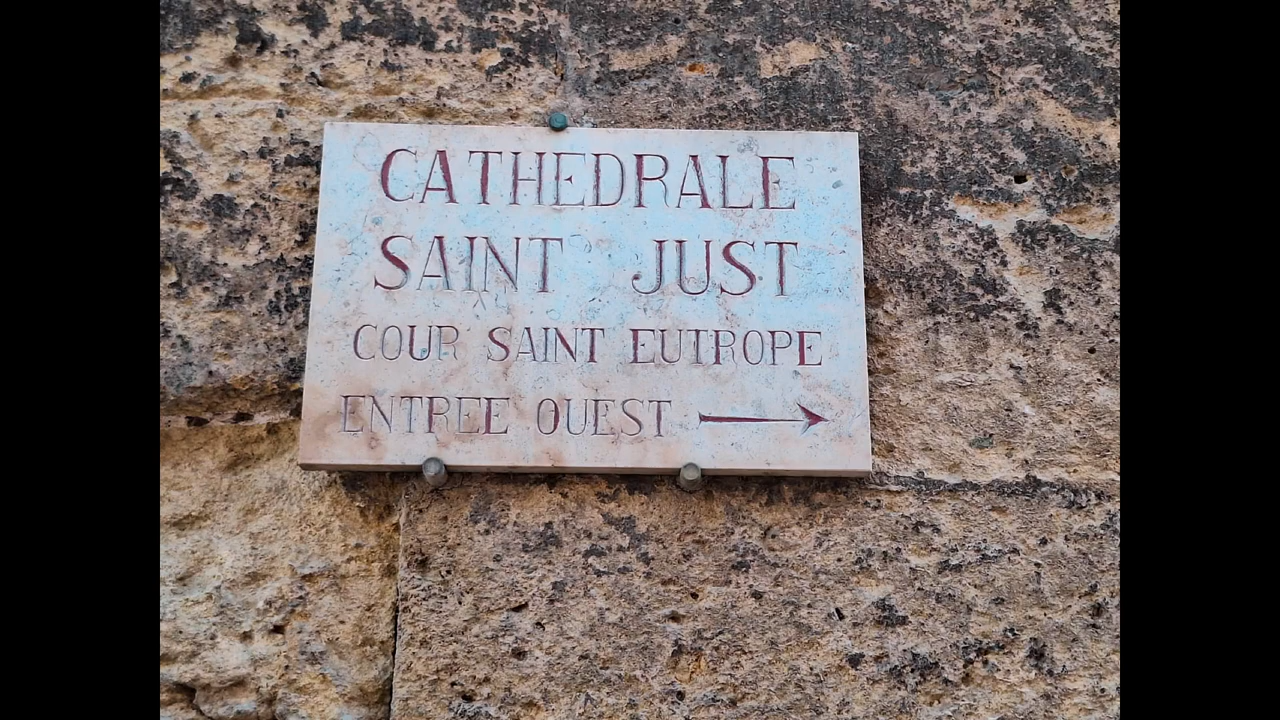 CATHEDRALE
SAINT JUST
COUR SAINT EUTROPE
ENTREE OUEST →